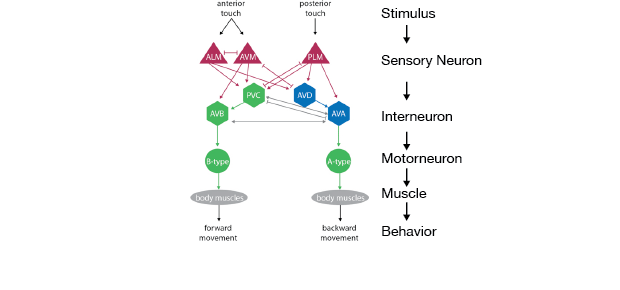 anterior
touch
posterior
touch
Stimulus
ALM
AVM
PLM
Sensory Neuron
PVC
AVD
AVB
AVA
Interneuron
B-type
A-type
Motorneuron
body muscles
body muscles
Muscle
forward
movement
backward
movement
Behavior